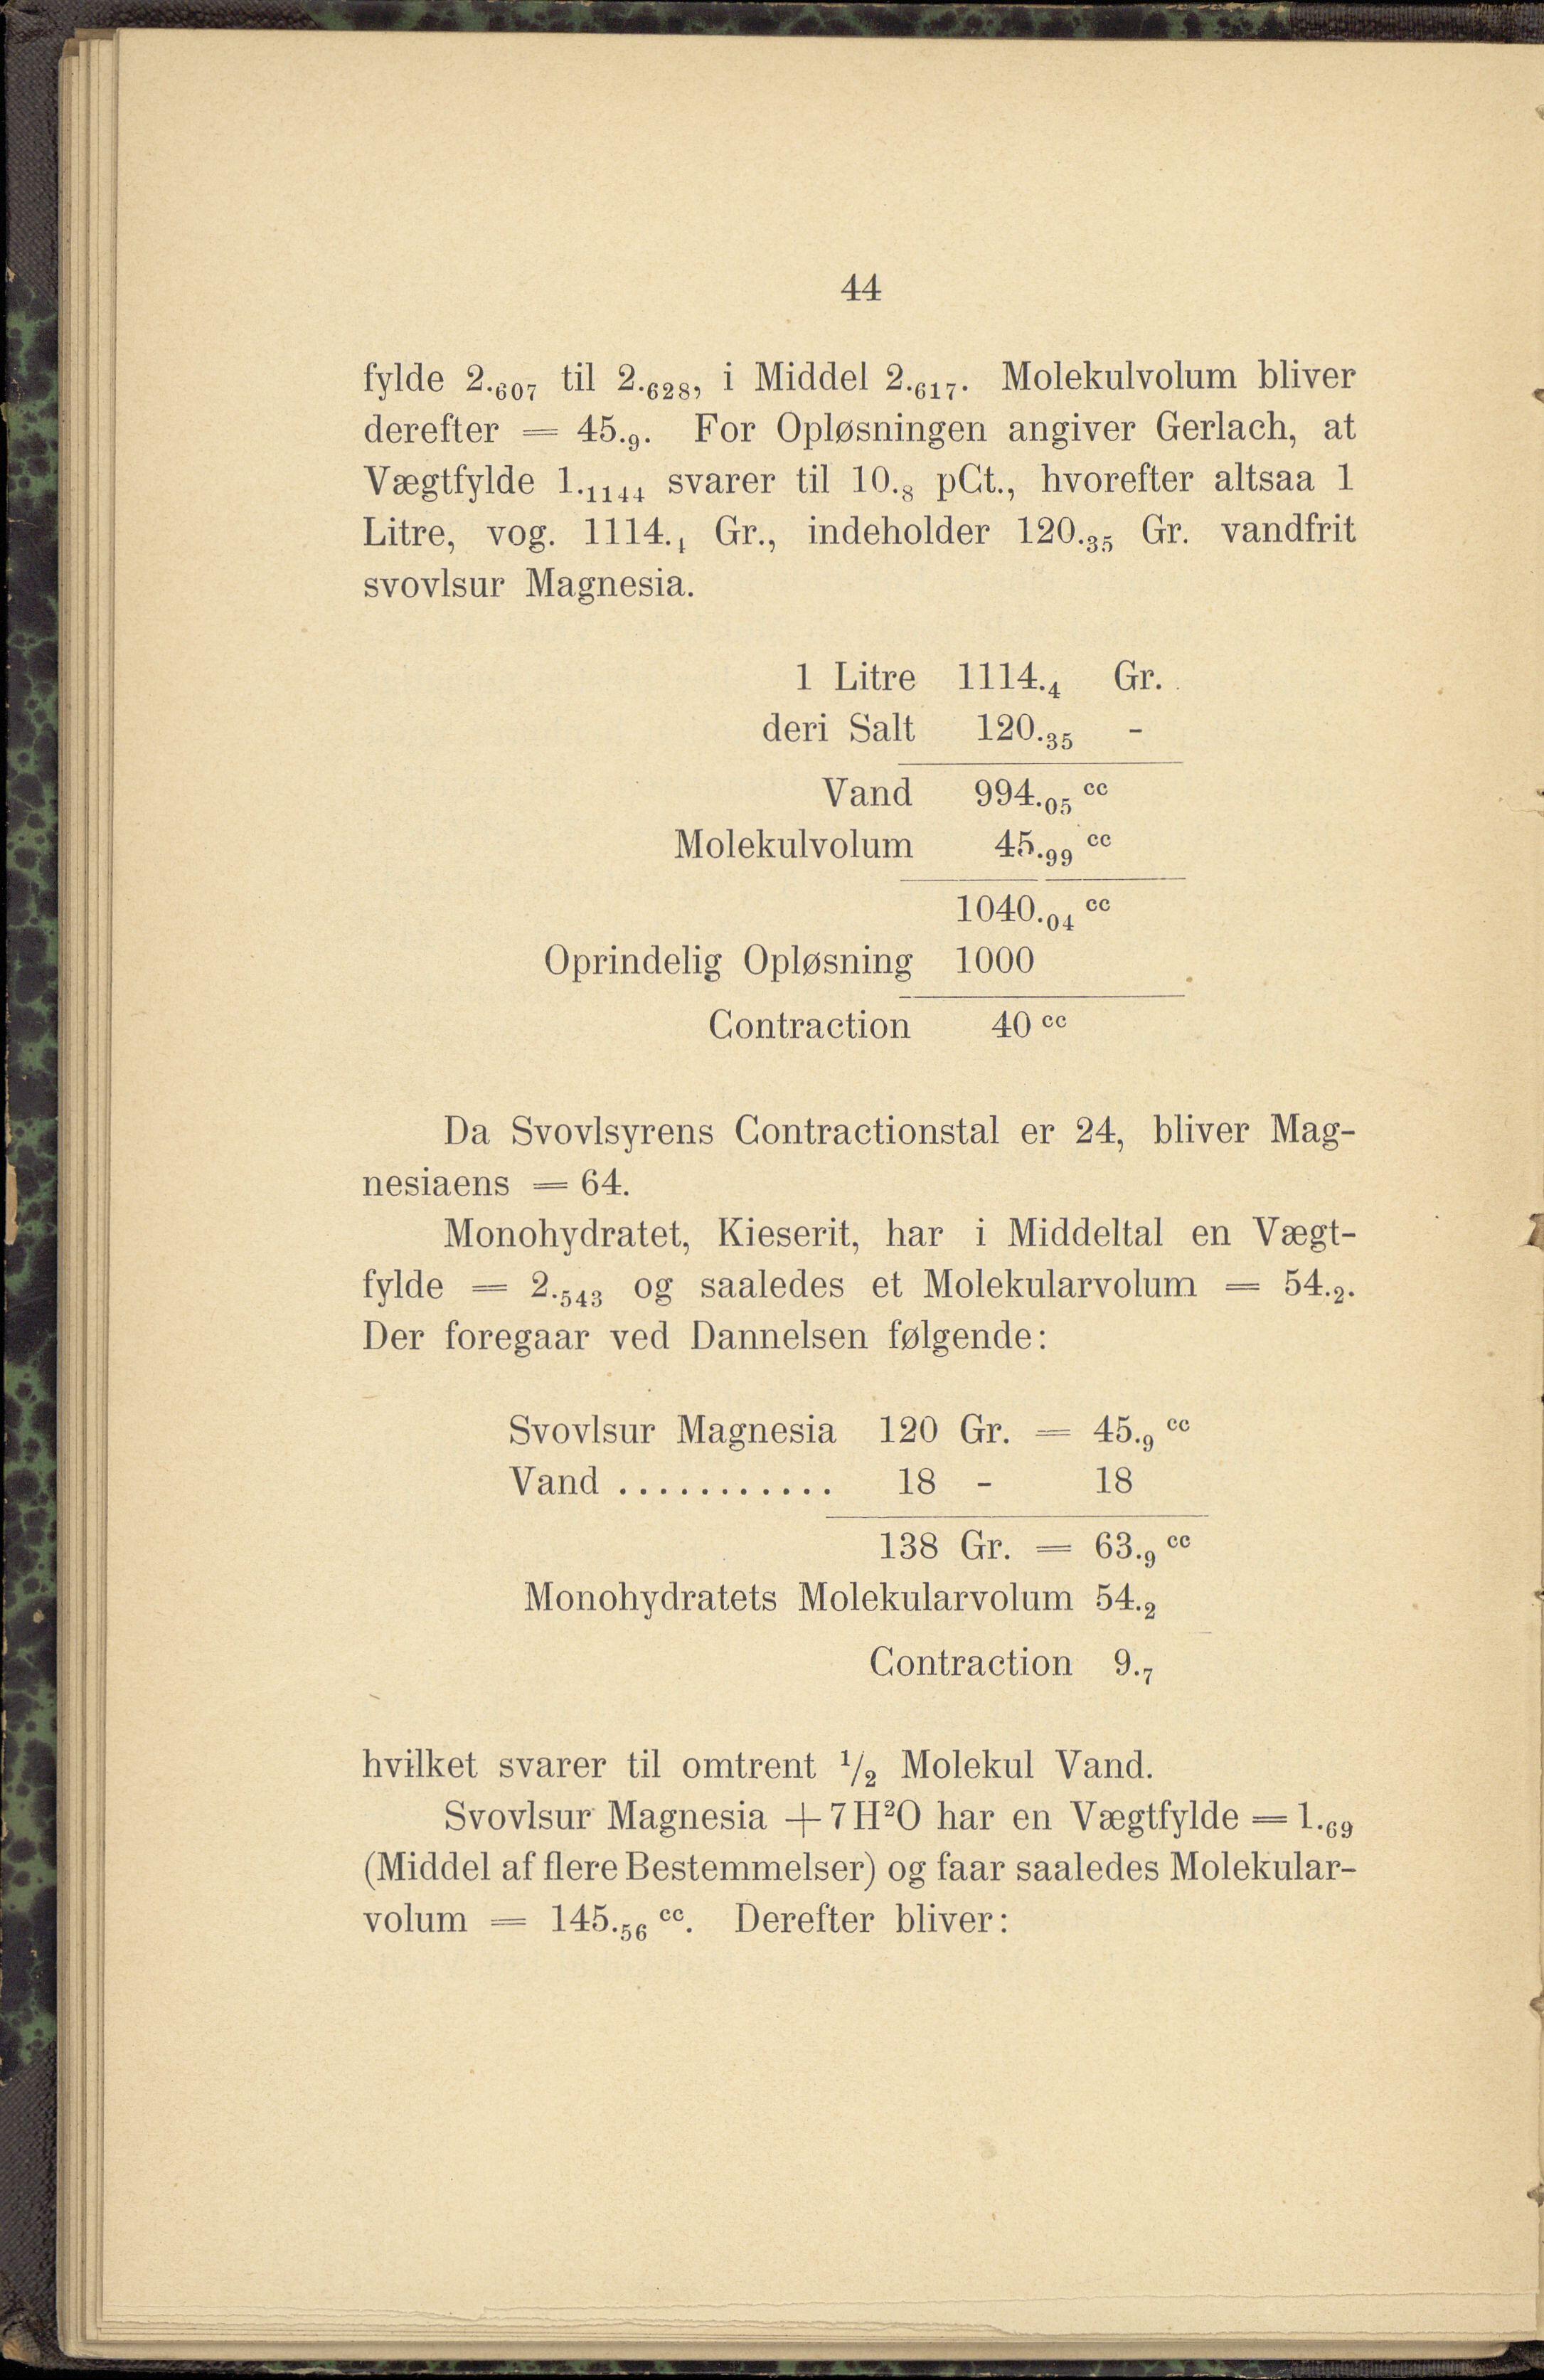 44
fylde 2.₆₀₇ til 2.₆₂₈, i Middel 2.₆₁₇. Molekulvolum bliver
derefter = 45.₉. For Opløsningen angiver Gerlach, at
Vægtfylde 1.₁₁₄₄ svarer til 10.₈ pCt., hvorefter altsaa 1
Litre, vog. 1114.₄ Gr., indeholder 120.₃₅ Gr. vandfrit
svovlsur Magnesia.
1 Litre 1114.₄ Gr.
deri Salt 120.₃₅ -
Vand 994.₀₅ ᶜᶜ
Molekulvolum 45.₉₉ ᶜᶜ
1040.₀₄ ᶜᶜ
Oprindelig Opløsning 1000
Contraction 40 ᶜᶜ
Da Svovlsyrens Contractionstal er 24, bliver Mag-
nesiaens = 64.
Monohydratet, Kieserit, har i Middeltal en Vægt-
fylde = 2.₅₄₃ og saaledes et Molekularvolum = 54.₂.
Der foregaar ved Dannelsen følgende:
Svovlsur Magnesia 120 Gr. = 45.₉ ᶜᶜ
Vand ........... 18 - 18
138 Gr. = 63.₉ ᶜᶜ
Monohydratets Molekularvolum 54.₂
Contraction 9.₇
hvilket svarer til omtrent ¹/₂ Molekul Vand.
Svovlsur Magnesia + 7H²O har en Vægtfylde = 1.₆₉
(Middel af flere Bestemmelser) og faar saaledes Molekular-
volum = 145.₅₆ ᶜᶜ. Derefter bliver: